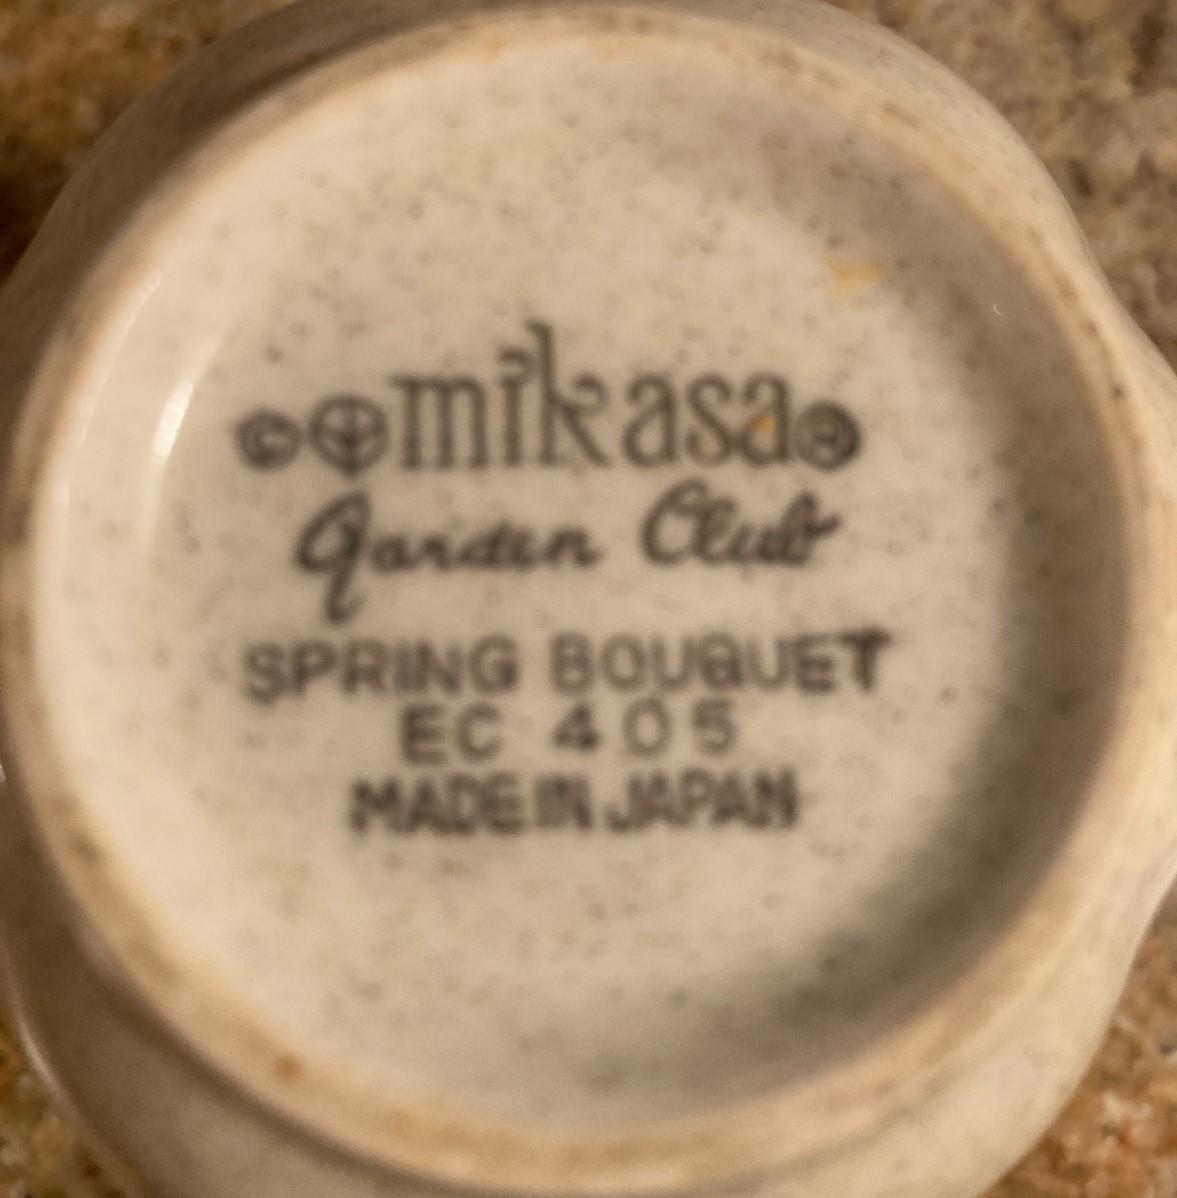 © mikasa ®
Garden Club
SPRING BOUQUET
EC 405
MADE IN JAPAN